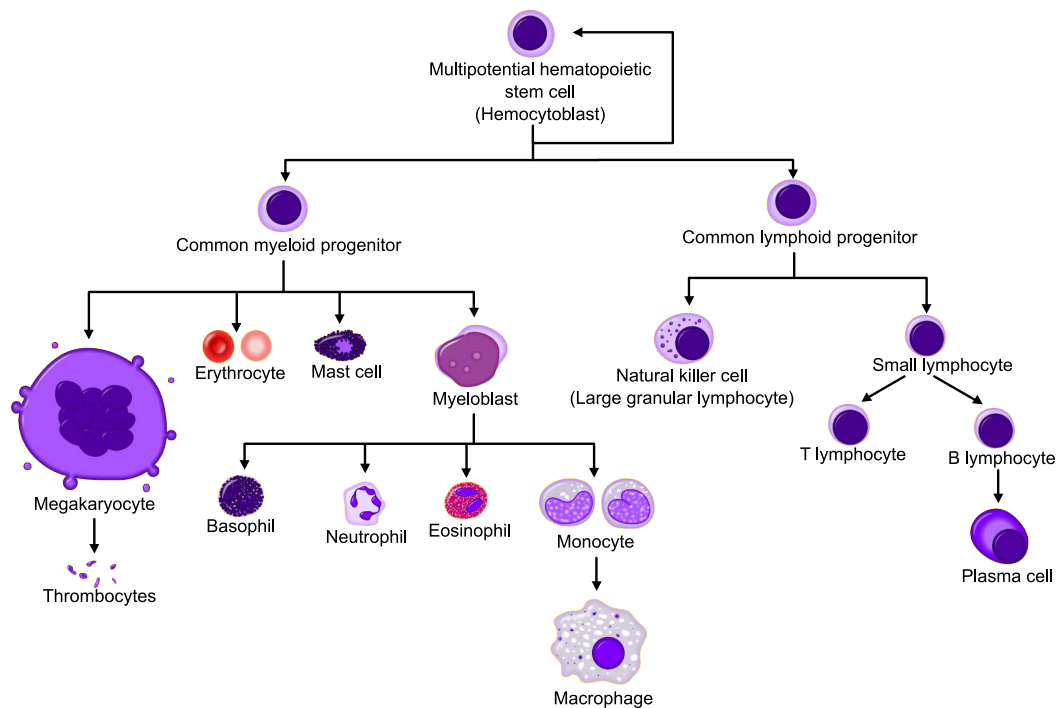 Multipotential hematopoietic
stem cell
(Hemocytoblast)
Common myeloid progenitor
Common lymphoid progenitor
Erythrocyte
Mast cell
Myeloblast
Natural killer cell
(Large granular lymphocyte)
Small lymphocyte
T lymphocyte
B lymphocyte
Megakaryocyte
Basophil
Neutrophil
Eosinophil
Monocyte
Plasma cell
Thrombocytes
Macrophage